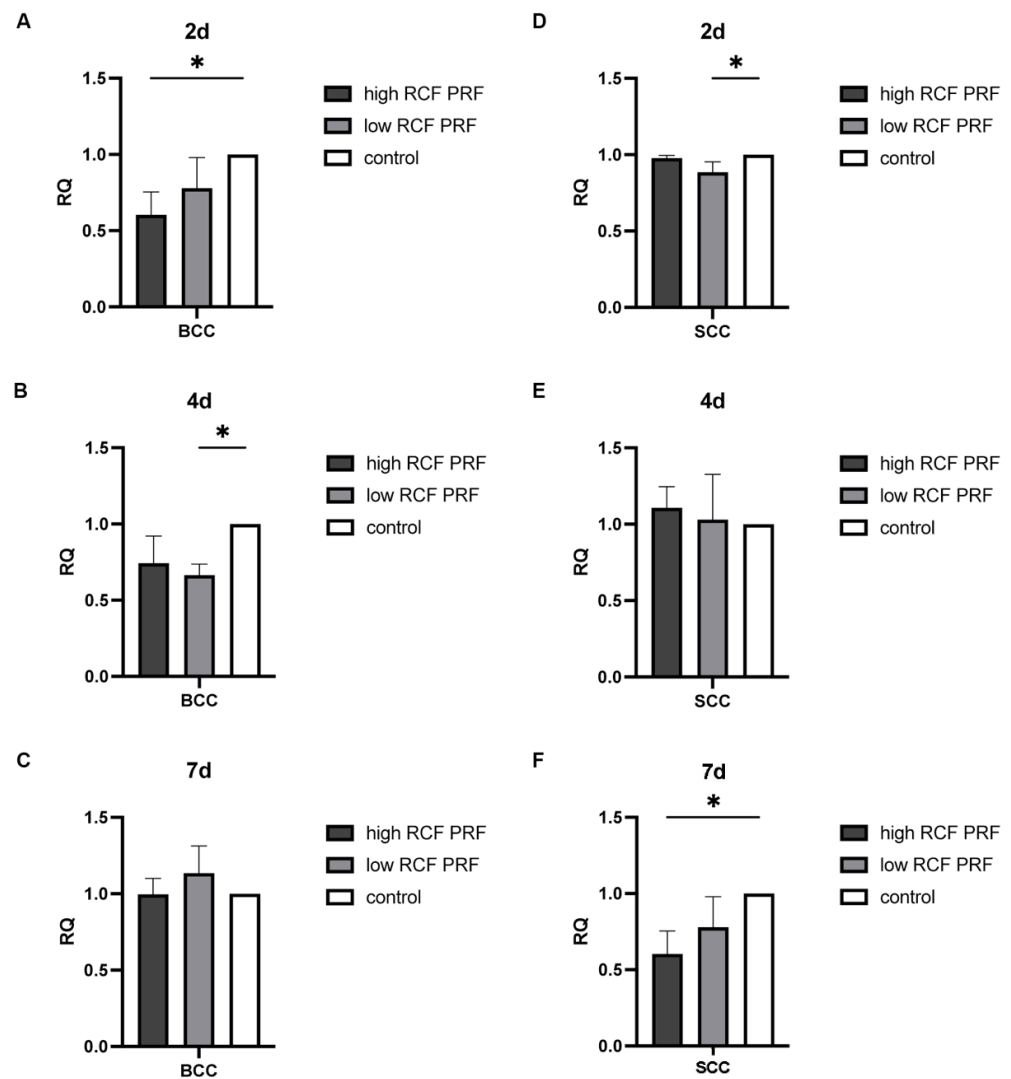 A
2d
*
1.5
1.0
0.5
0.0
RQ
BCC
high RCF PRF
low RCF PRF
control
D
2d
*
1.5
1.0
0.5
0.0
RQ
SCC
high RCF PRF
low RCF PRF
control
B
4d
*
1.5
1.0
0.5
0.0
RQ
BCC
high RCF PRF
low RCF PRF
control
E
4d
1.5
1.0
0.5
0.0
RQ
SCC
high RCF PRF
low RCF PRF
control
C
7d
1.5
1.0
0.5
0.0
RQ
BCC
high RCF PRF
low RCF PRF
control
F
7d
*
1.5
1.0
0.5
0.0
RQ
SCC
high RCF PRF
low RCF PRF
control